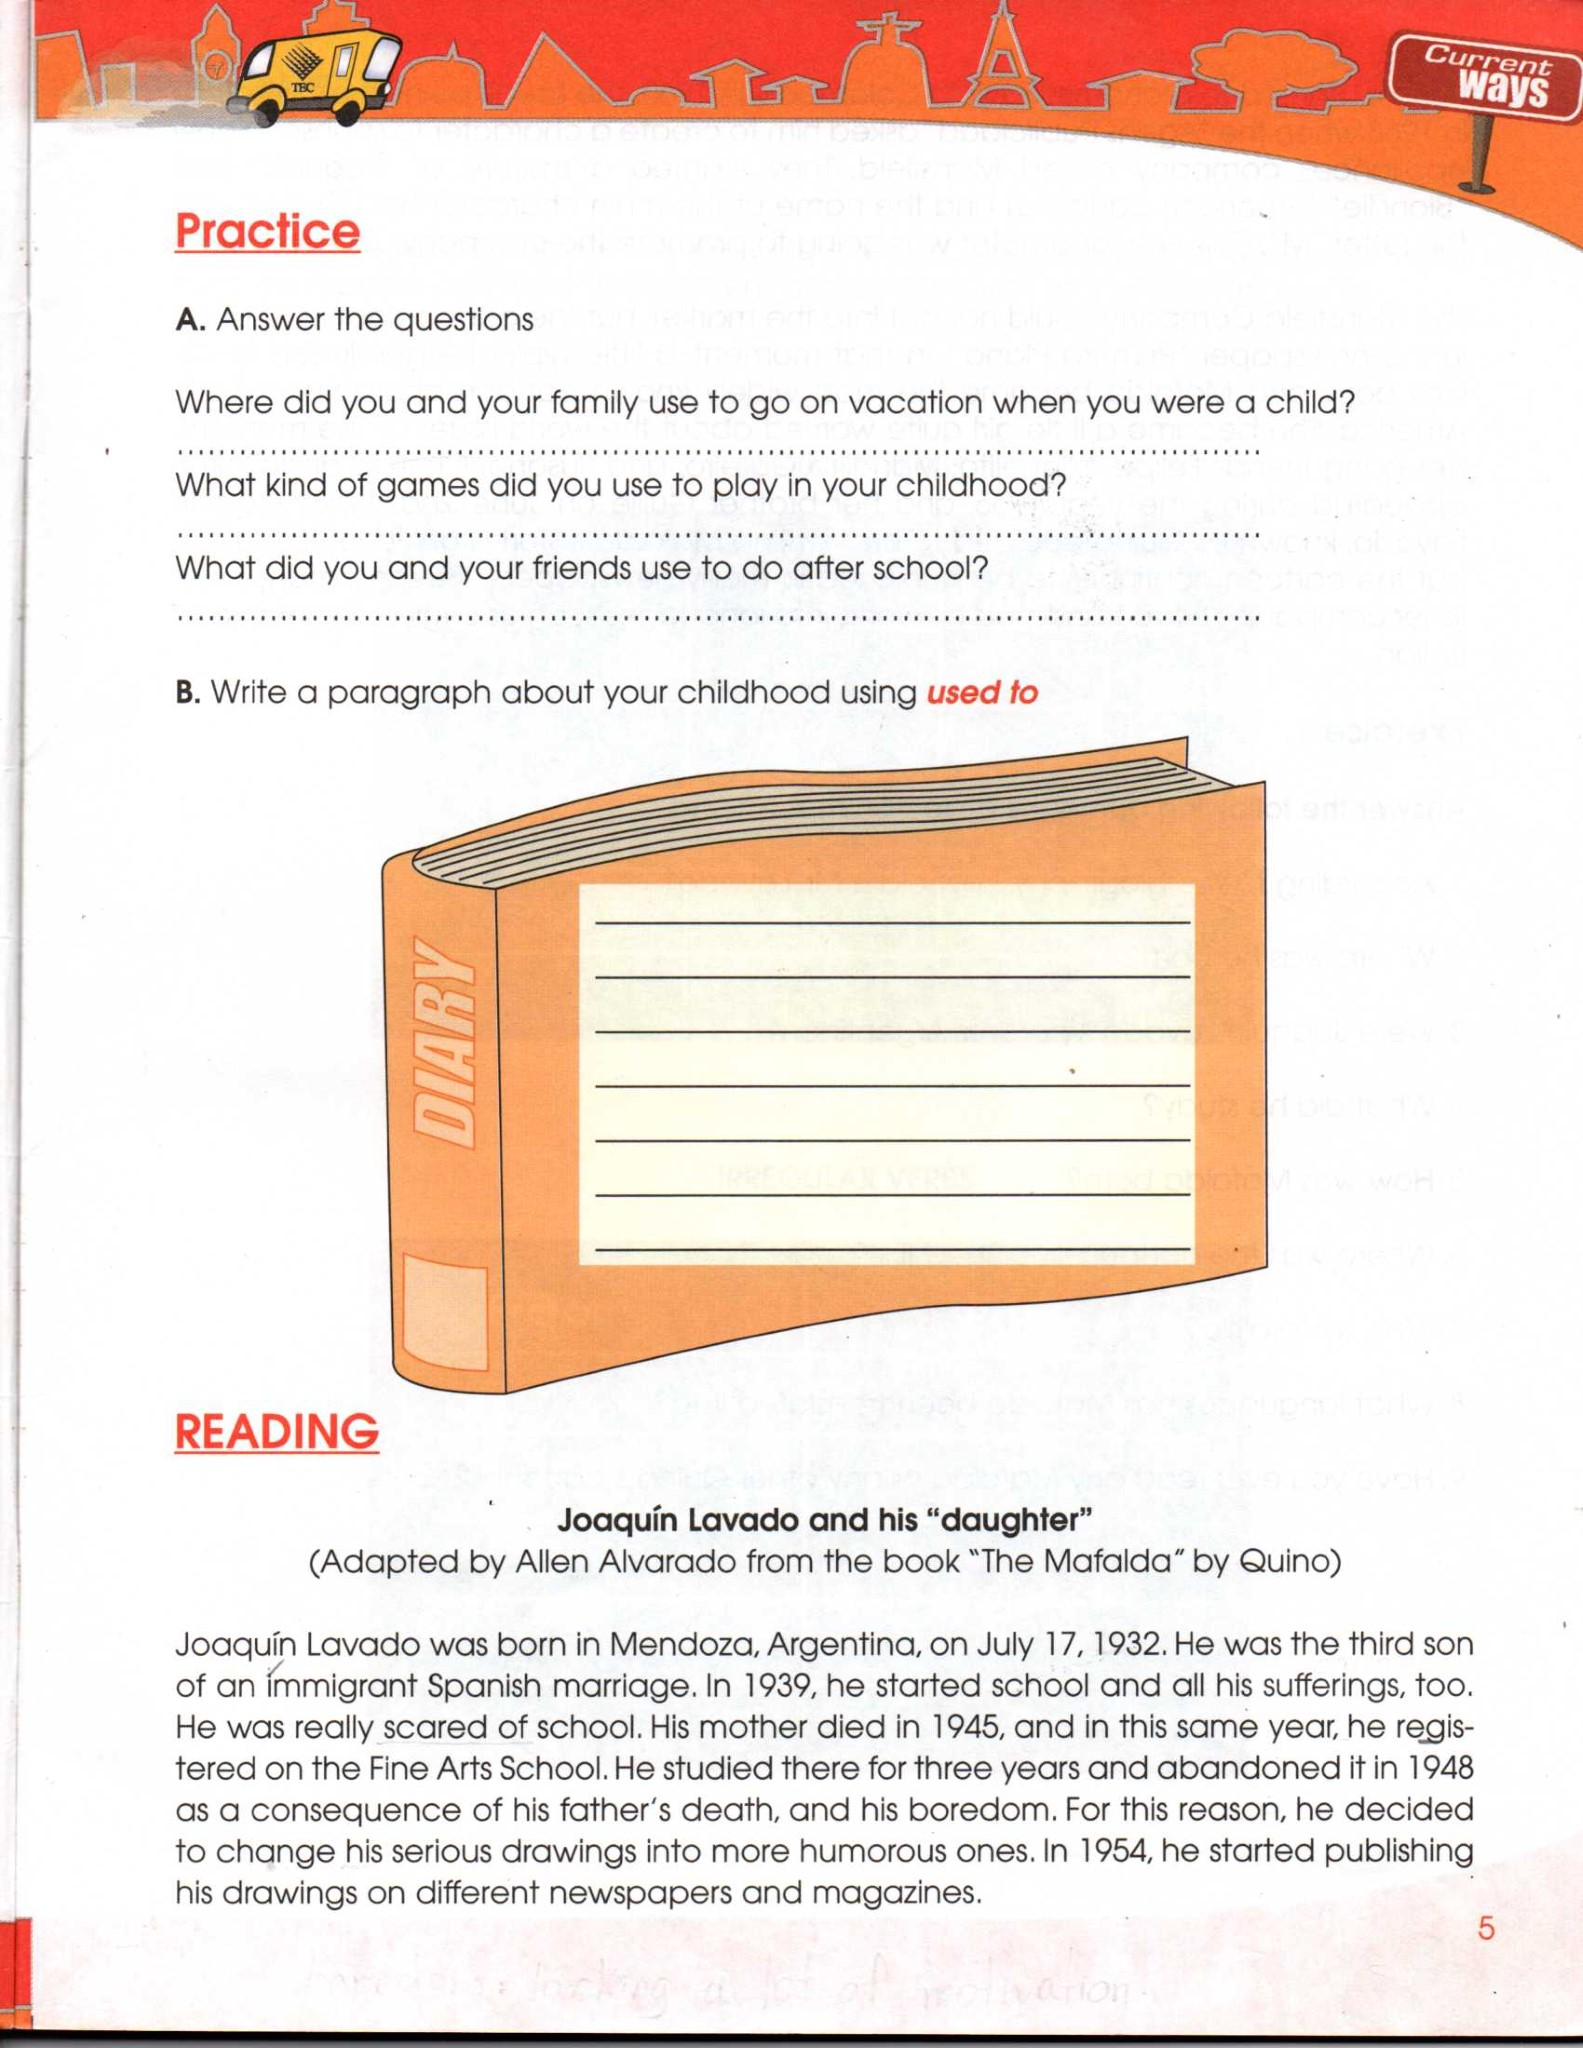 TEC
Current
Ways
Practice
A. Answer the questions
Where did you and your family use to go on vacation when you were a child?
What kind of games did you use to play in your childhood?
What did you and your friends use to do after school?
B. Write a paragraph about your childhood using used to
DIARY
READING
Joaquín Lavado and his “daughter”
(Adapted by Allen Alvarado from the book “The Mafalda” by Quino)
Joaquín Lavado was born in Mendoza, Argentina, on July 17, 1932. He was the third son
of an immigrant Spanish marriage. In 1939, he started school and all his sufferings, too.
He was really scared of school. His mother died in 1945, and in this same year, he regis-
tered on the Fine Arts School. He studied there for three years and abandoned it in 1948
as a consequence of his father's death, and his boredom. For this reason, he decided
to change his serious drawings into more humorous ones. In 1954, he started publishing
his drawings on different newspapers and magazines.
5